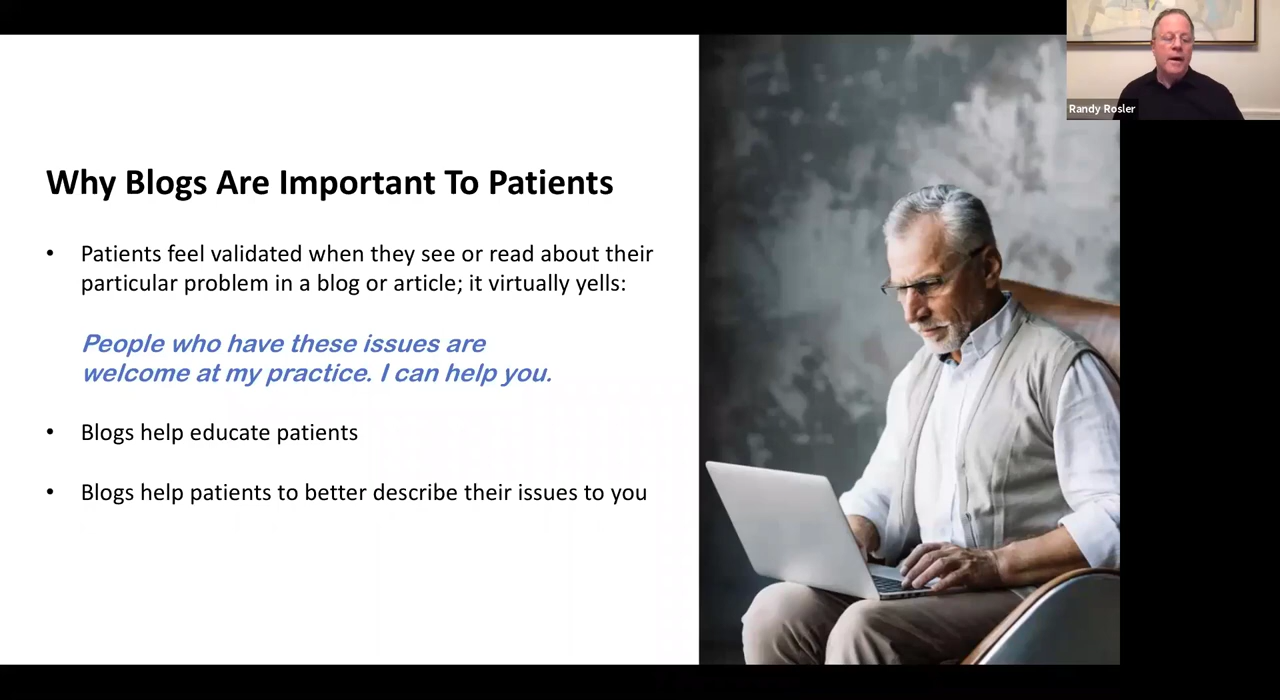 Randy Rosler
Why Blogs Are Important To Patients
• Patients feel validated when they see or read about their
particular problem in a blog or article; it virtually yells:
People who have these issues are
welcome at my practice. I can help you.
• Blogs help educate patients
• Blogs help patients to better describe their issues to you